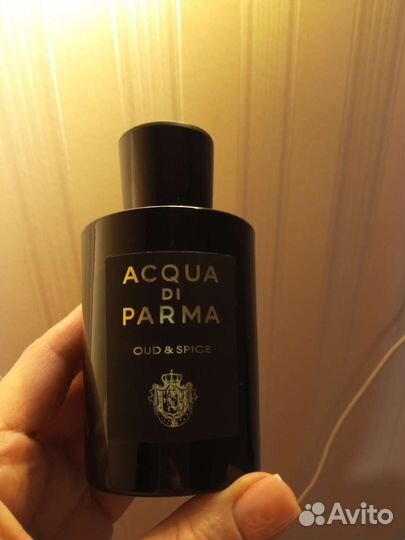 ACQUA
DI
PARMA
OUD & SPICE
Avito